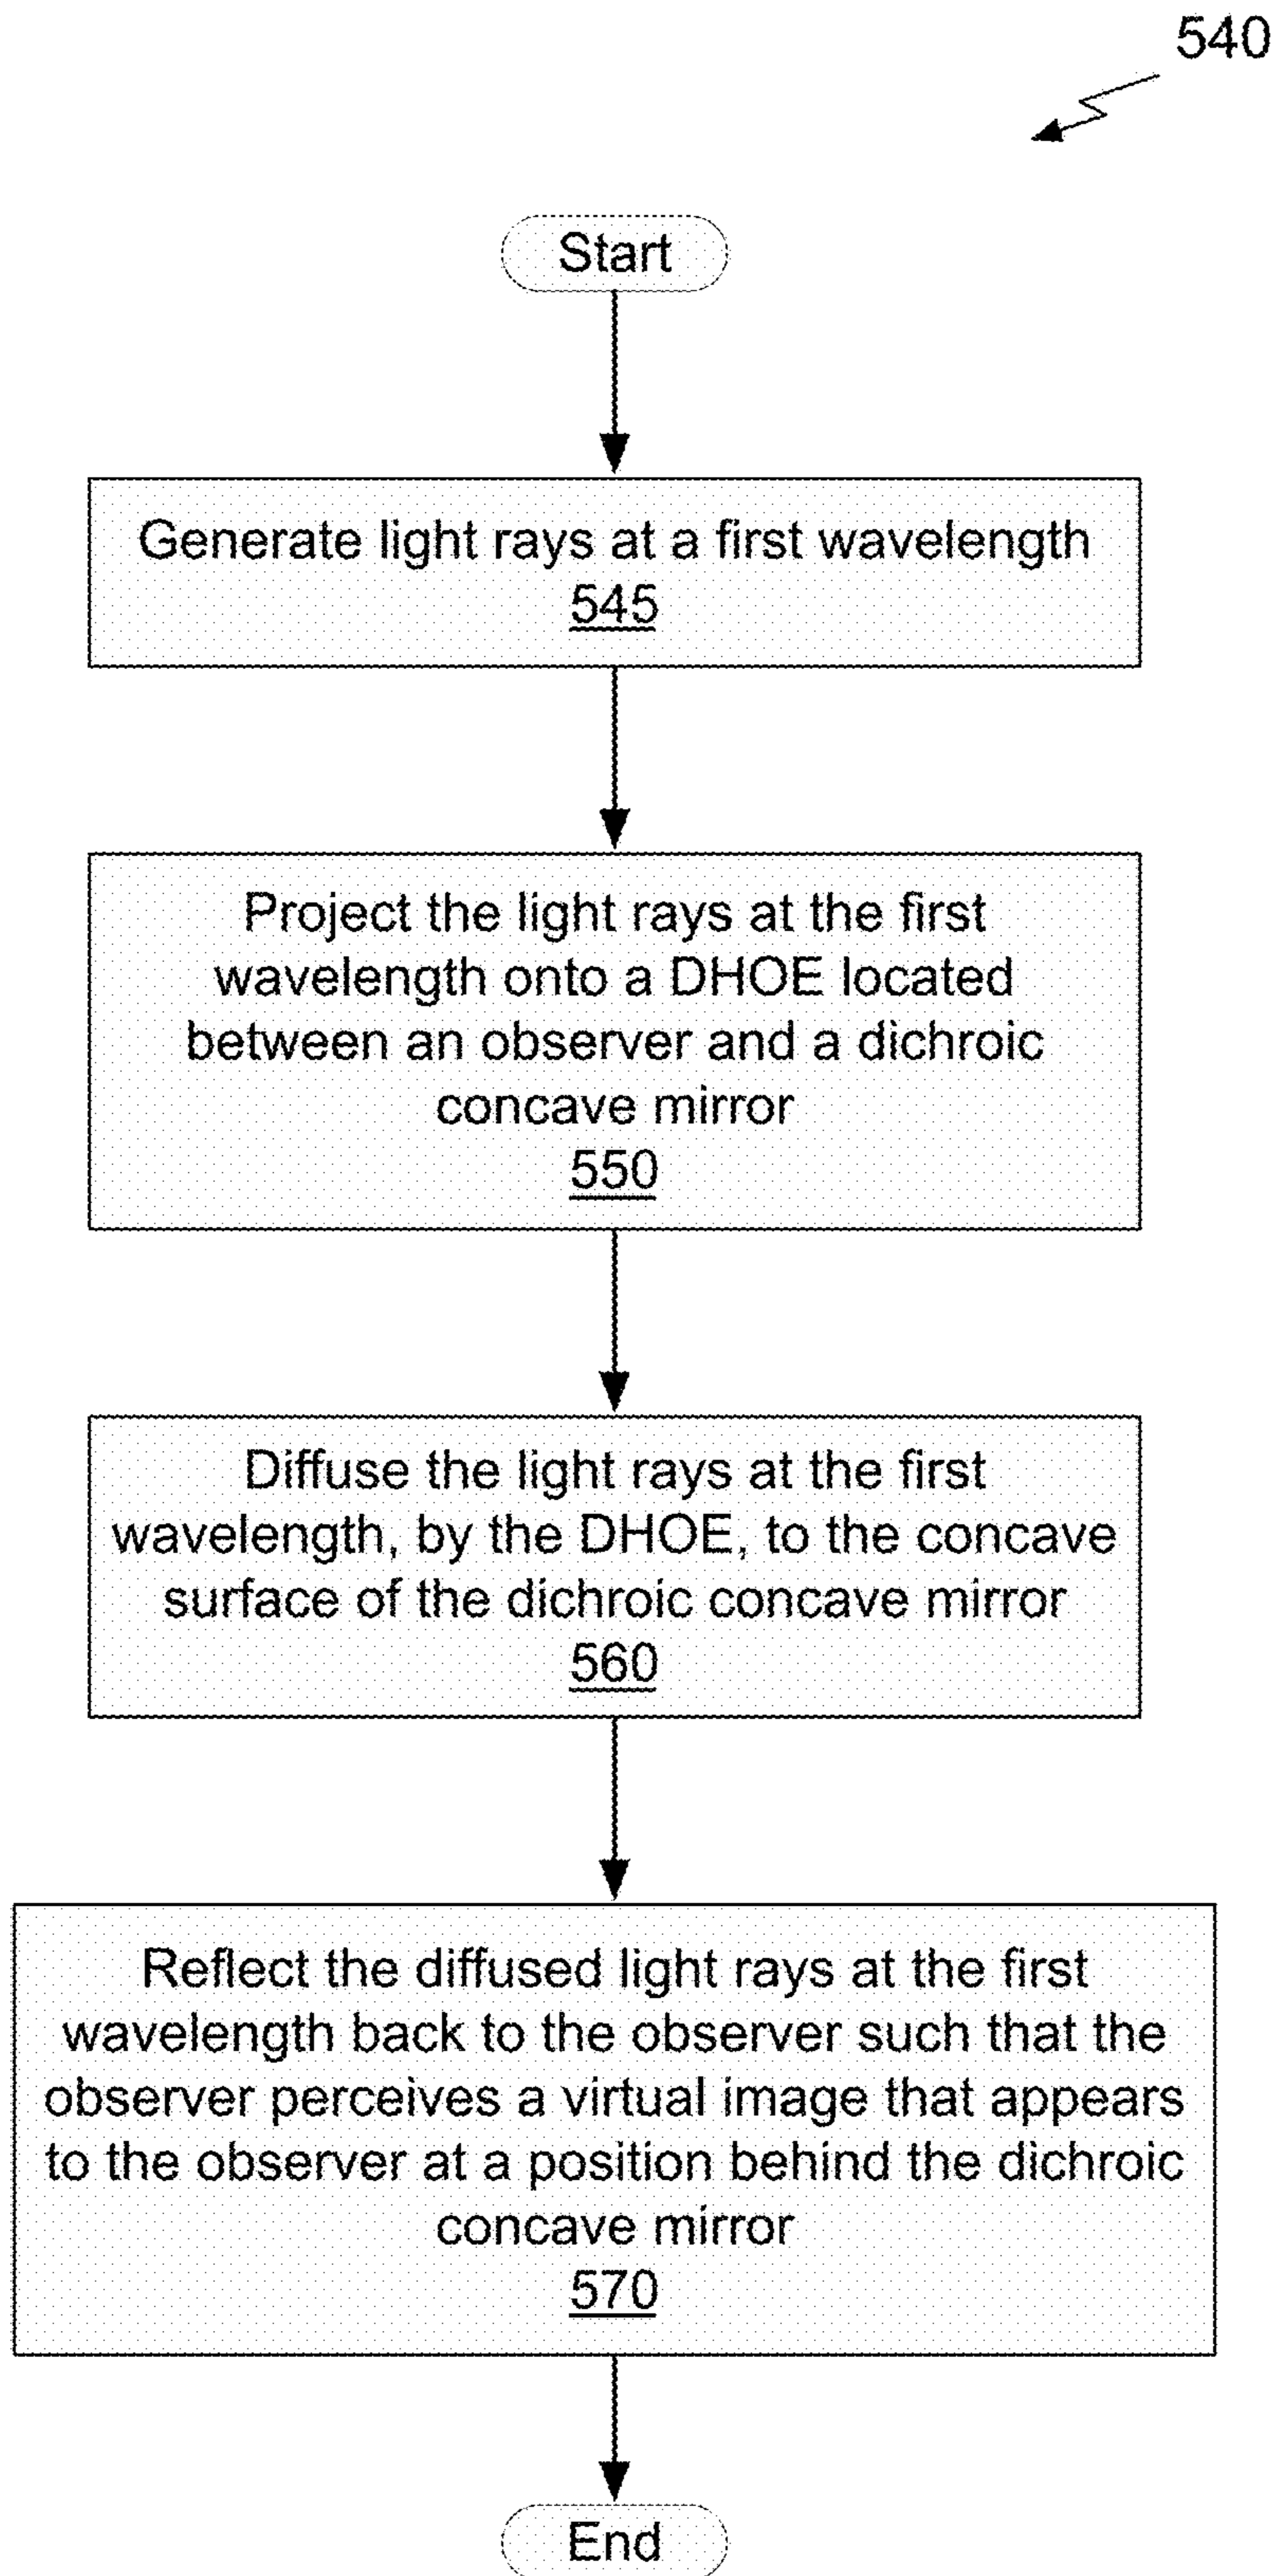 540
Start
Generate light rays at a first wavelength
545
Project the light rays at the first
wavelength onto a DHOE located
between an observer and a dichroic
concave mirror
550
Diffuse the light rays at the first
wavelength, by the DHOE, to the concave
surface of the dichroic concave mirror
560
Reflect the diffused light rays at the first
wavelength back to the observer such that the
observer perceives a virtual image that appears
to the observer at a position behind the dichroic
concave mirror
570
End